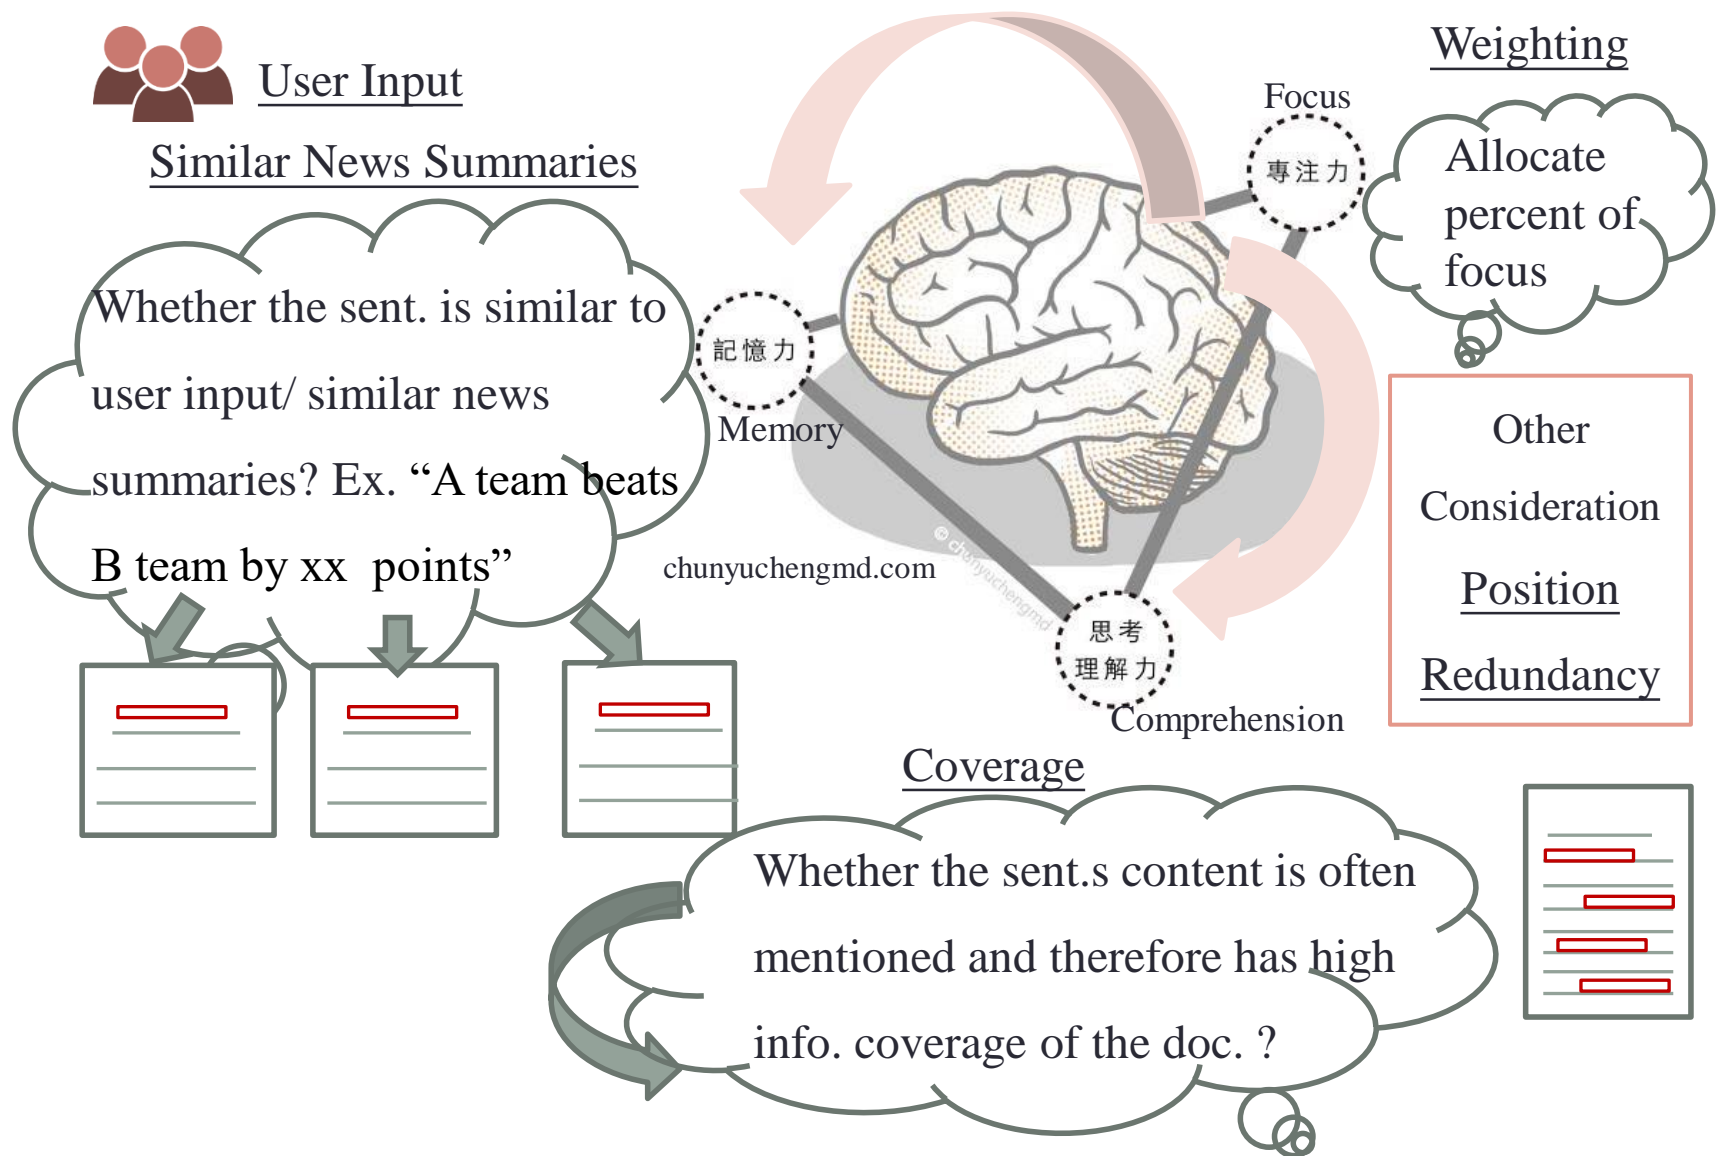 User Input
Similar News Summaries
Whether the sent. is similar to
user input/ similar news
summaries? Ex. “A team beats
B team by xx  points”
記憶力
Memory
Focus
專注力
Weighting
Allocate
percent of
focus
Other
Consideration
Position
Redundancy
chunyuchengmd.com
© chunyuchengmd
思考
理解力
Comprehension
Coverage
Whether the sent.s content is often
mentioned and therefore has high
info. coverage of the doc. ?